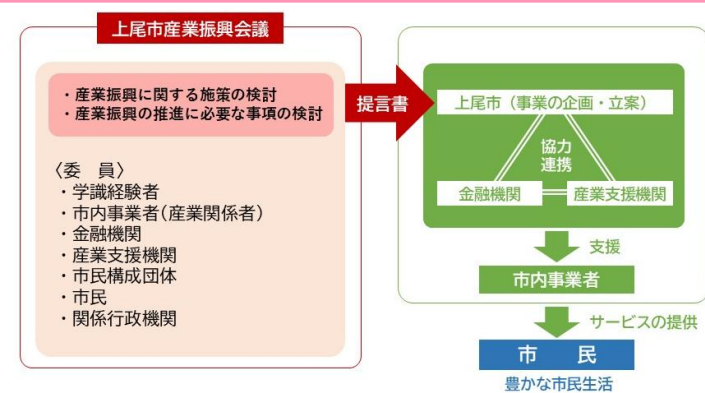 上尾市産業振興会議
・産業振興に関する施策の検討
・産業振興の推進に必要な事項の検討
〈委　員〉
・学識経験者
・市内事業者(産業関係者)
・金融機関
・産業支援機関
・市民構成団体
・市民
・関係行政機関
提言書
上尾市（事業の企画・立案）
協力
連携
金融機関
産業支援機関
支援
市内事業者
サービスの提供
市　民
豊かな市民生活